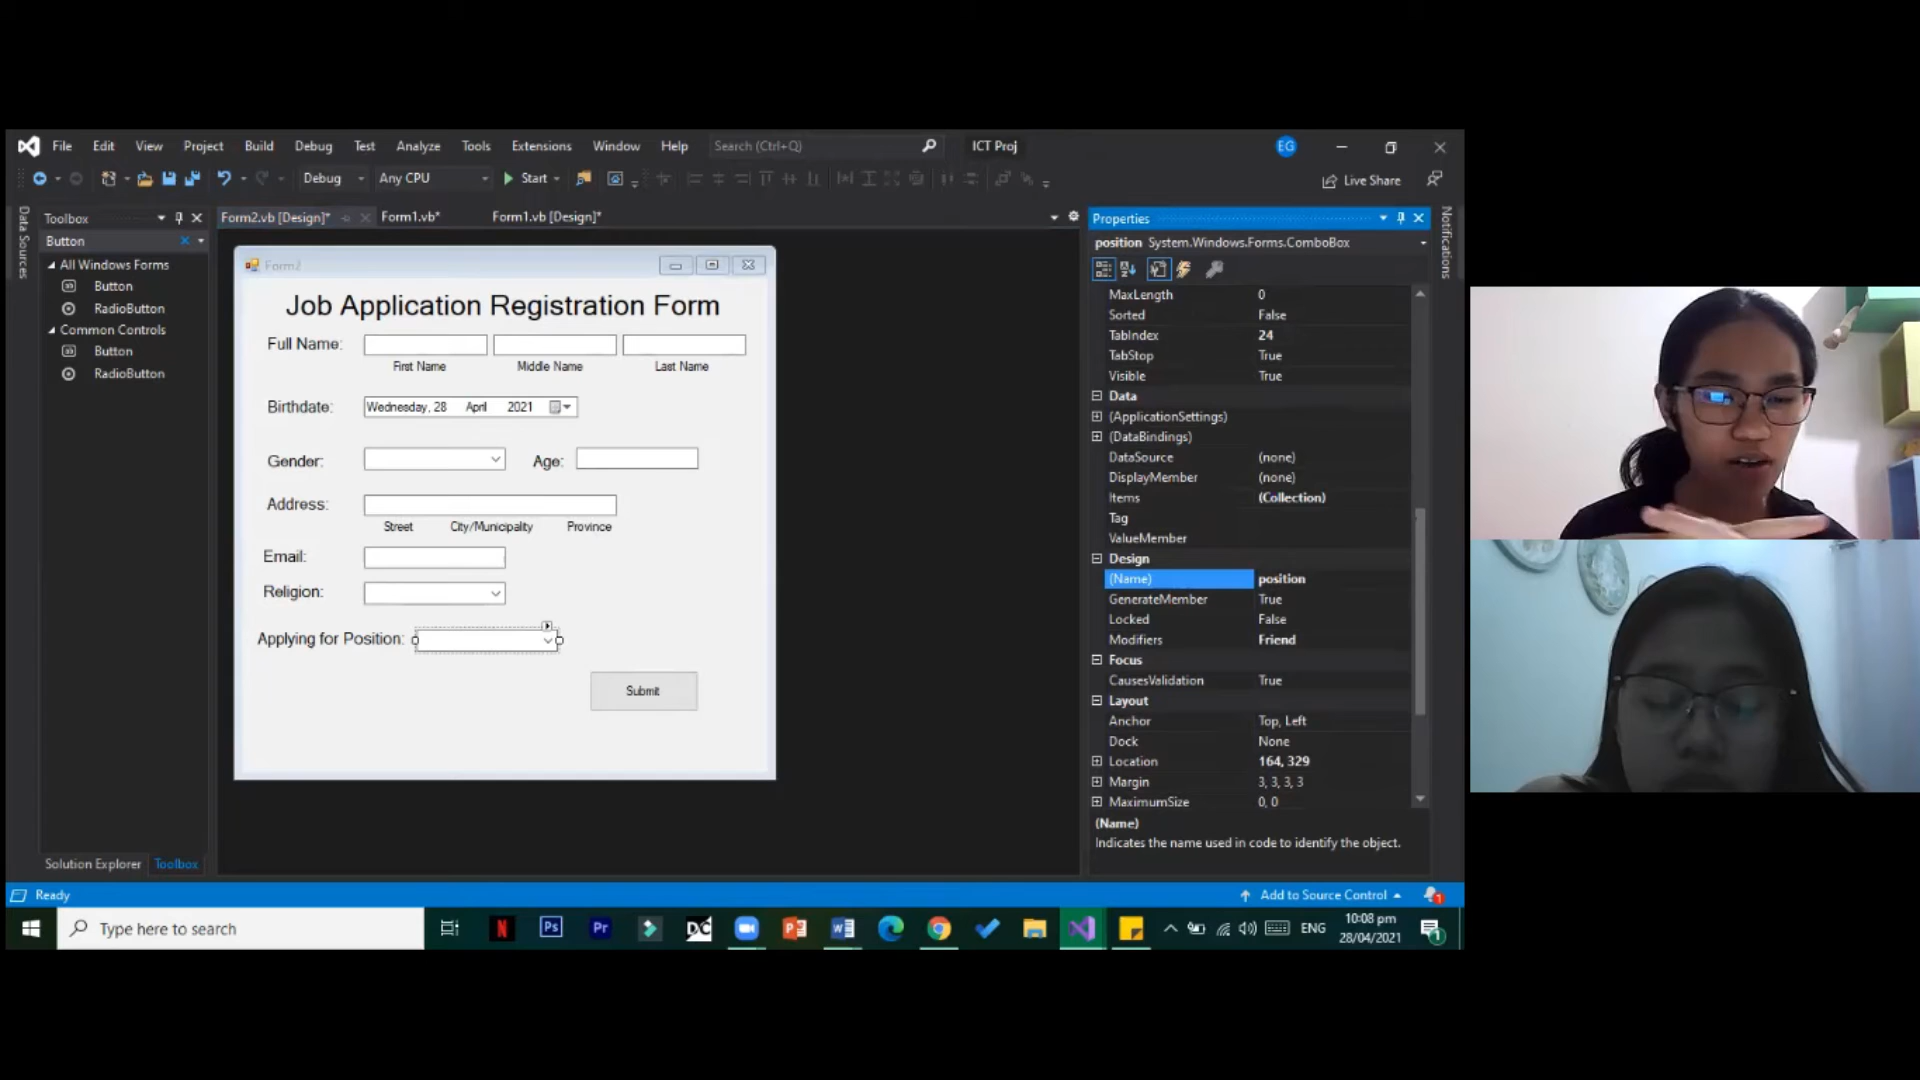 File Edit View Project Build Debug Test Analyze Tools Extensions Window Help Search (Ctrl+Q) ICT Proj EG
Debug Any CPU Start Live Share
Data Sources
Toolbox
Button
All Windows Forms
Button
RadioButton
Common Controls
Button
RadioButton
Solution Explorer Toolbox
Form2.vb [Design]* Form1.vb* Form1.vb [Design]*
Form2
Job Application Registration Form
Full Name:
First Name Middle Name Last Name
Birthdate: Wednesday, 28 April 2021
Gender: Age:
Address:
Street City/Municipality Province
Email:
Religion:
Applying for Position:
Submit
Properties
position System.Windows.Forms.ComboBox
MaxLength 0
Sorted False
TabIndex 24
TabStop True
Visible True
Data
(ApplicationSettings)
(DataBindings)
DataSource (none)
DisplayMember (none)
Items (Collection)
Tag
ValueMember
Design
(Name) position
GenerateMember True
Locked False
Modifiers Friend
Focus
CausesValidation True
Layout
Anchor Top, Left
Dock None
Location 164, 329
Margin 3, 3, 3, 3
MaximumSize 0, 0
(Name)
Indicates the name used in code to identify the object.
Notifications
Ready Add to Source Control 1
Type here to search N Ps Pr DC P W ENG 10:08 pm
28/04/2021 1